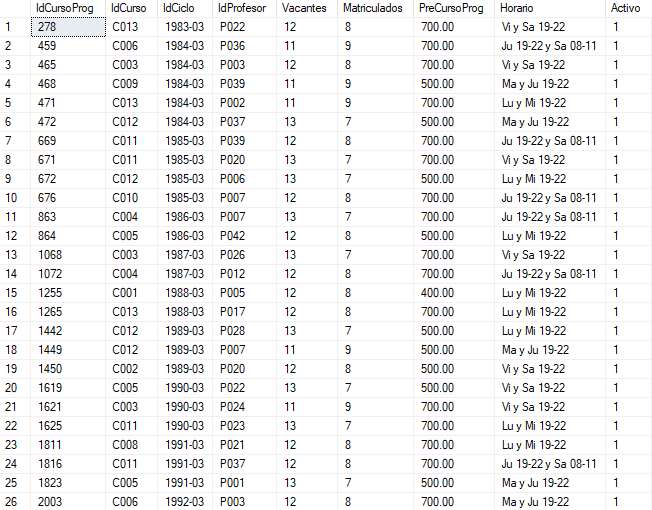 IdCursoProg IdCurso IdCiclo IdProfesor Vacantes Matriculados PreCursoProg Horario Activo
1 278 C013 1983-03 P022 12 8 700.00 Vi y Sa 19-22 1
2 459 C006 1984-03 P036 11 9 700.00 Ju 19-22 y Sa 08-11 1
3 465 C003 1984-03 P003 12 8 700.00 Vi y Sa 19-22 1
4 468 C009 1984-03 P039 11 9 500.00 Ma y Ju 19-22 1
5 471 C013 1984-03 P002 11 9 700.00 Lu y Mi 19-22 1
6 472 C012 1984-03 P037 13 7 500.00 Ma y Ju 19-22 1
7 669 C011 1985-03 P039 12 8 700.00 Ju 19-22 y Sa 08-11 1
8 671 C011 1985-03 P020 13 7 700.00 Vi y Sa 19-22 1
9 672 C012 1985-03 P006 13 7 500.00 Lu y Mi 19-22 1
10 676 C010 1985-03 P007 12 8 700.00 Ju 19-22 y Sa 08-11 1
11 863 C004 1986-03 P007 13 7 700.00 Ju 19-22 y Sa 08-11 1
12 864 C005 1986-03 P042 12 8 500.00 Lu y Mi 19-22 1
13 1068 C003 1987-03 P026 13 7 700.00 Vi y Sa 19-22 1
14 1072 C004 1987-03 P012 12 8 700.00 Ju 19-22 y Sa 08-11 1
15 1255 C001 1988-03 P005 12 8 400.00 Lu y Mi 19-22 1
16 1265 C013 1988-03 P017 12 8 700.00 Lu y Mi 19-22 1
17 1442 C012 1989-03 P028 13 7 500.00 Lu y Mi 19-22 1
18 1449 C012 1989-03 P007 11 9 500.00 Ma y Ju 19-22 1
19 1450 C002 1989-03 P020 12 8 500.00 Vi y Sa 19-22 1
20 1619 C005 1990-03 P022 13 7 500.00 Vi y Sa 19-22 1
21 1621 C003 1990-03 P024 11 9 700.00 Vi y Sa 19-22 1
22 1625 C011 1990-03 P023 13 7 700.00 Lu y Mi 19-22 1
23 1811 C008 1991-03 P021 12 8 700.00 Lu y Mi 19-22 1
24 1816 C011 1991-03 P037 12 8 700.00 Ju 19-22 y Sa 08-11 1
25 1823 C005 1991-03 P001 13 7 500.00 Ma y Ju 19-22 1
26 2003 C006 1992-03 P003 12 8 700.00 Ma y Ju 19-22 1